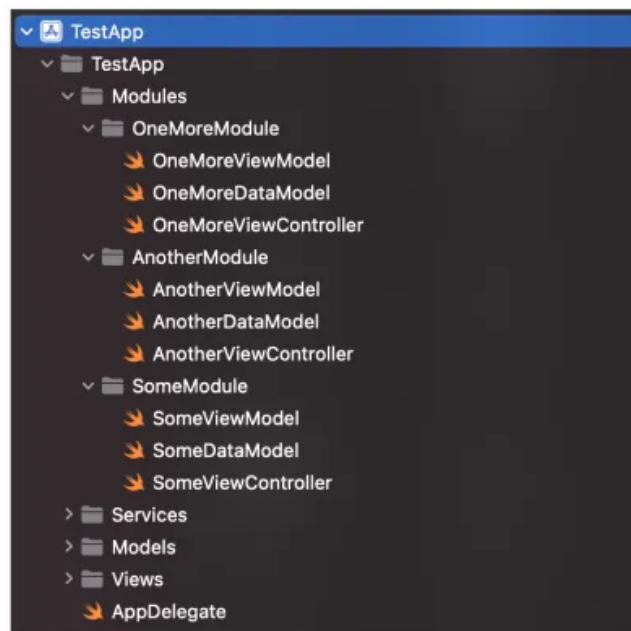 TestApp
TestApp
Modules
OneMoreModule
OneMoreViewModel
OneMoreDataModel
OneMoreViewController
AnotherModule
AnotherViewModel
AnotherDataModel
AnotherViewController
SomeModule
SomeViewModel
SomeDataModel
SomeViewController
Services
Models
Views
AppDelegate